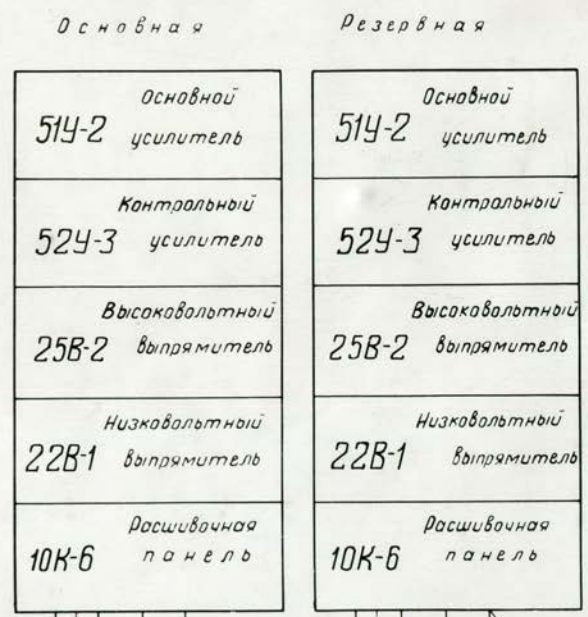 Основная
51У-2 Основной
усилитель
52У-3 Контрольный
усилитель
25В-2 Высоковольтный
выпрямитель
22В-1 Низковольтный
выпрямитель
10К-6 Расшивочная
панель
Резервная
51У-2 Основной
усилитель
52У-3 Контрольный
усилитель
25В-2 Высоковольтный
выпрямитель
22В-1 Низковольтный
выпрямитель
10К-6 Расшивочная
панель